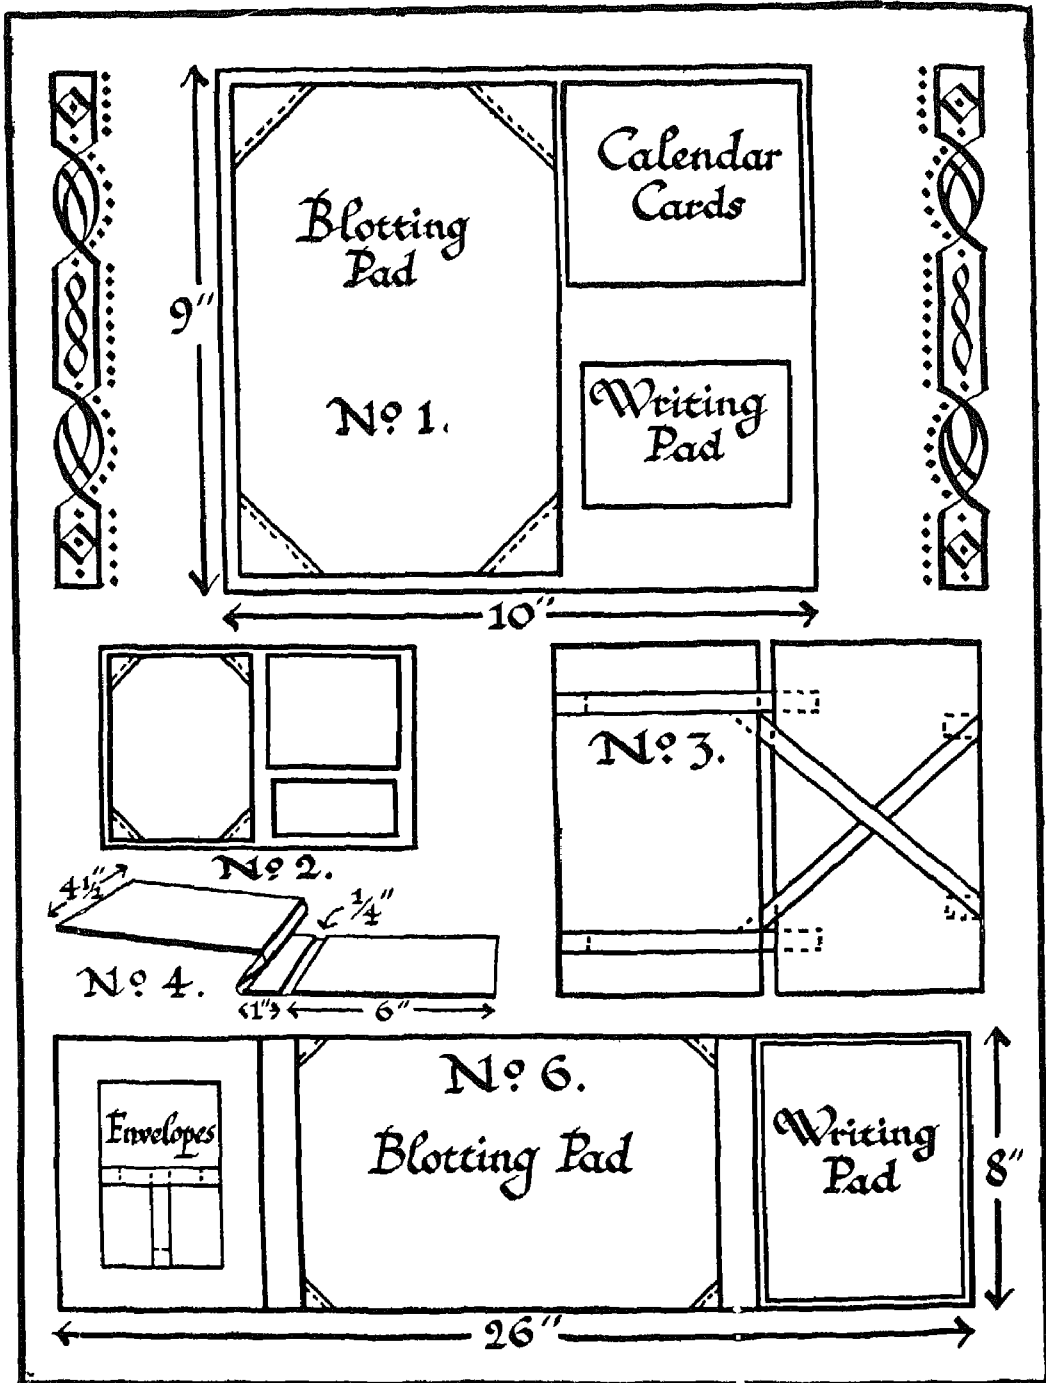 Calendar
Cards
Blotting
Pad
9"
Nº 1.
Writing
Pad
10"
Nº 2.
Nº 3.
4½"
¼"
Nº 4.
1"
6"
Nº 6.
Blotting Pad
Envelopes
Writing
Pad
8"
26"